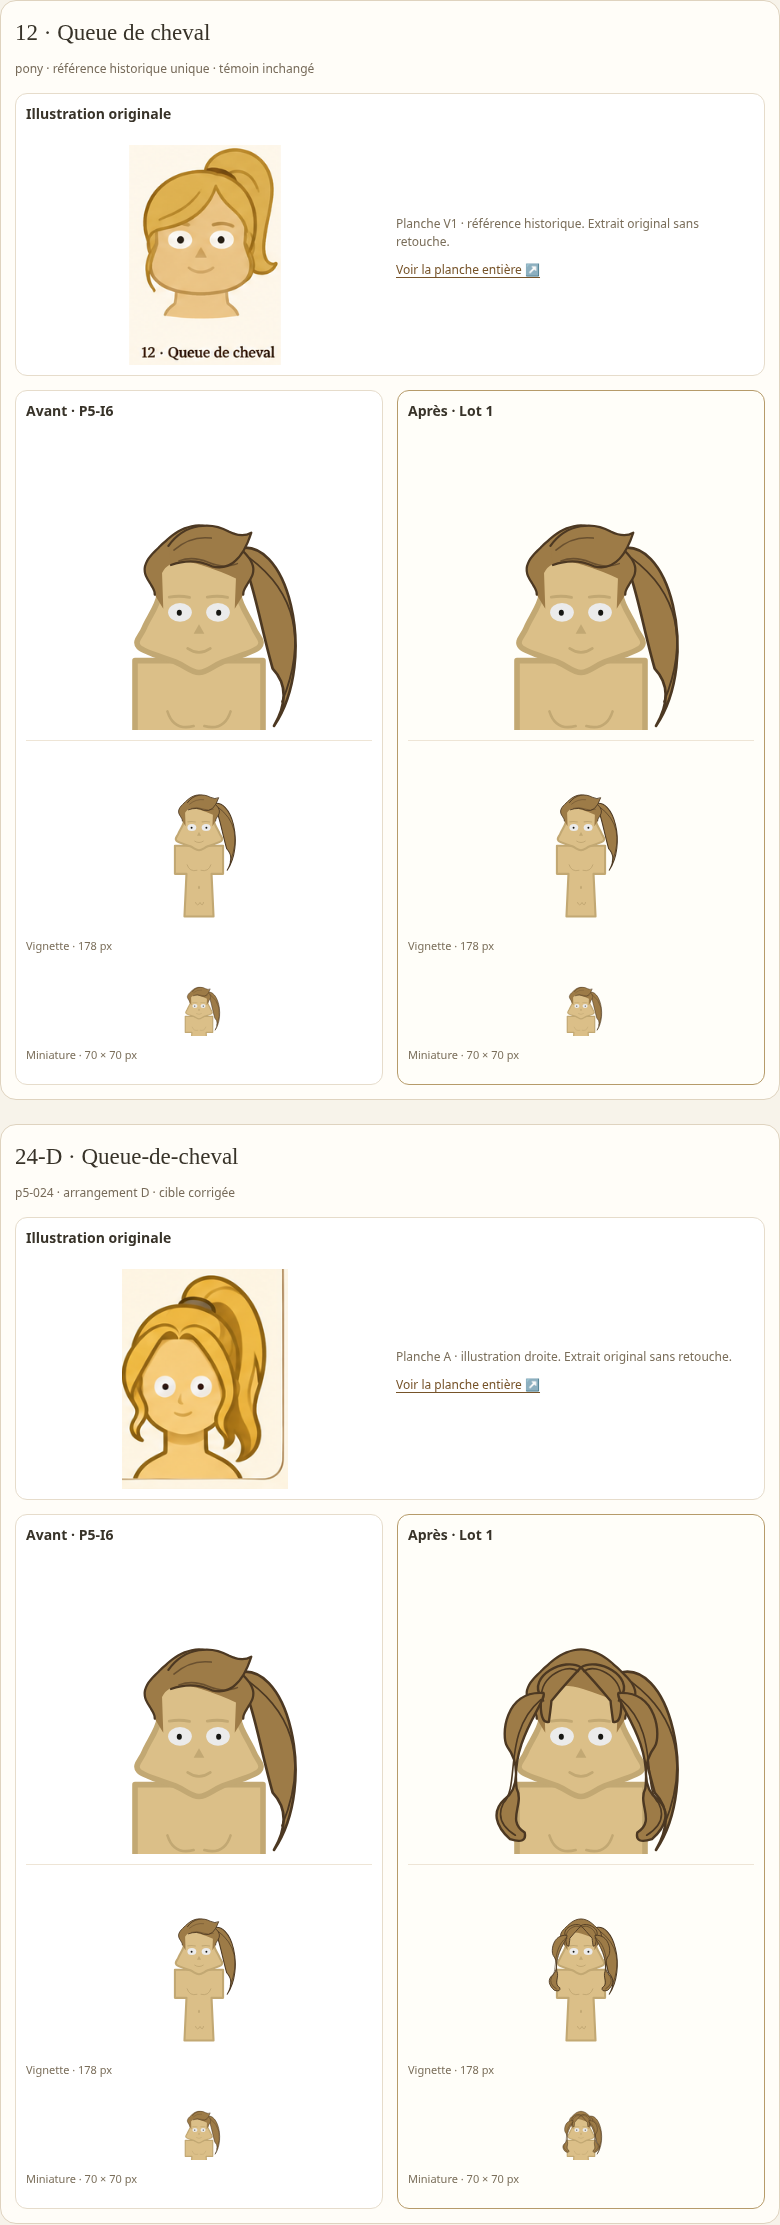 12 · Queue de cheval
pony · référence historique unique · témoin inchangé
Illustration originale
12 · Queue de cheval
Planche V1 · référence historique. Extrait original sans
retouche.
Voir la planche entière ↗
Avant · P5-I6
Après · Lot 1
Vignette · 178 px
Vignette · 178 px
Miniature · 70 × 70 px
Miniature · 70 × 70 px
24-D · Queue-de-cheval
p5-024 · arrangement D · cible corrigée
Illustration originale
Planche A · illustration droite. Extrait original sans retouche.
Voir la planche entière ↗
Avant · P5-I6
Après · Lot 1
Vignette · 178 px
Vignette · 178 px
Miniature · 70 × 70 px
Miniature · 70 × 70 px